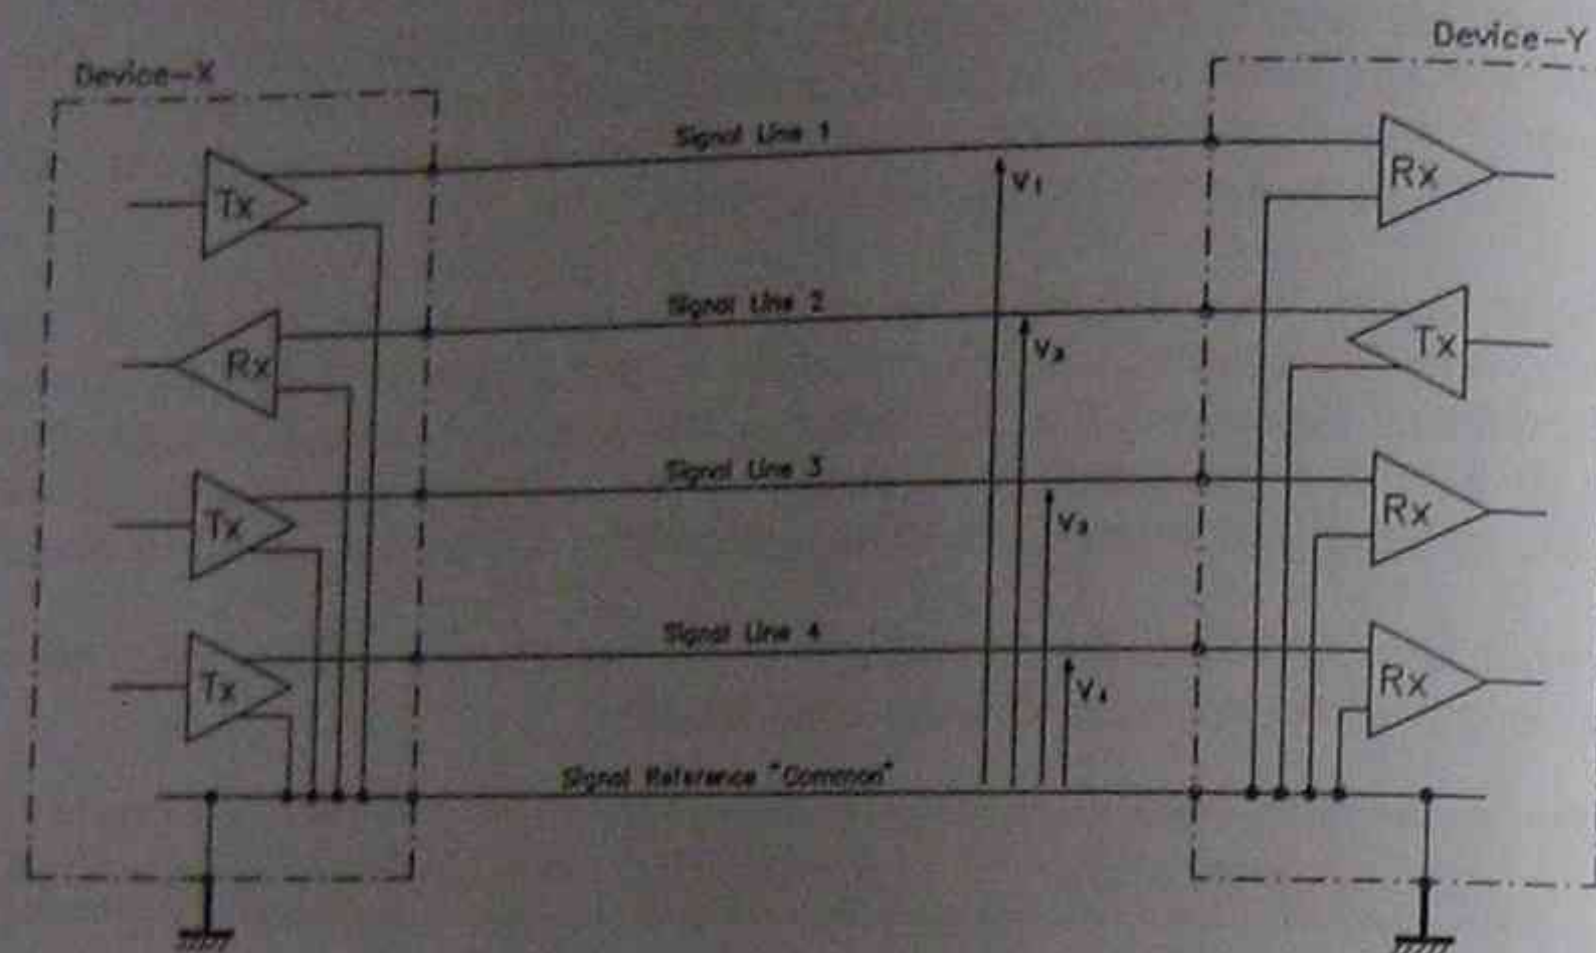 Device-X
Device-Y
Signal Line 1
Tx
Rx
V₁
Signal Line 2
Rx
Tx
V₂
Signal Line 3
Tx
Rx
V₃
Signal Line 4
Tx
Rx
V₄
Signal Reference "Common"